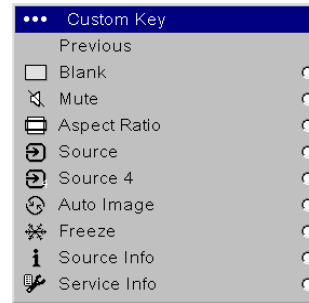 Custom Key
Previous
Blank
Mute
Aspect Ratio
Source
Source 4
Auto Image
Freeze
Source Info
Service Info